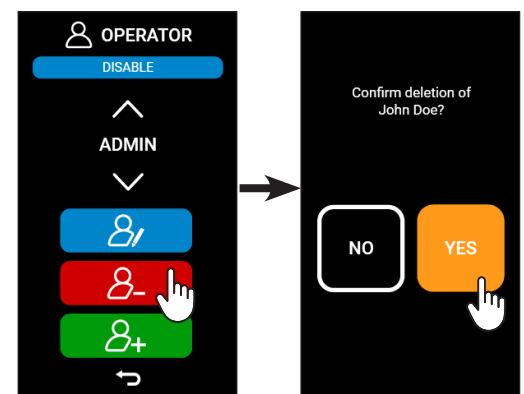 OPERATOR
DISABLE
ADMIN
Confirm deletion of
John Doe?
NO
YES